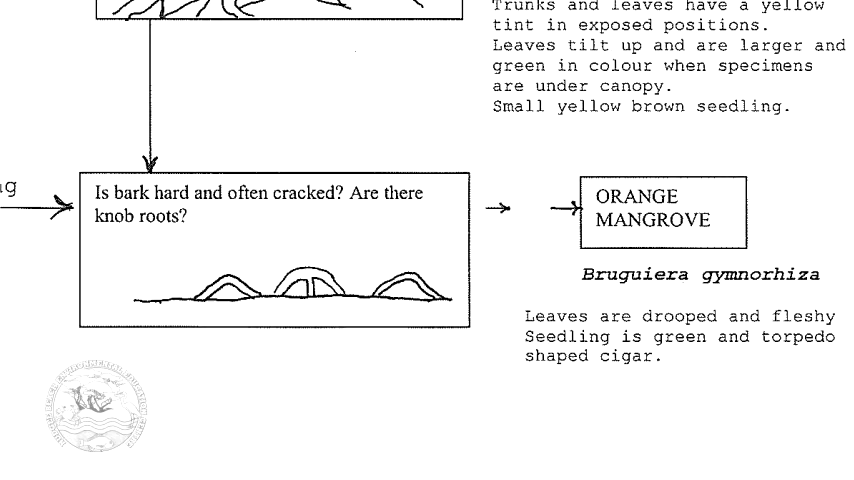 Trunks and leaves have a yellow
tint in exposed positions.
Leaves tilt up and are larger and
green in colour when specimens
are under canopy.
Small yellow brown seedling.
Is bark hard and often cracked? Are there
knob roots?
ORANGE
MANGROVE
Bruguiera gymnorhiza
Leaves are drooped and fleshy
Seedling is green and torpedo
shaped cigar.